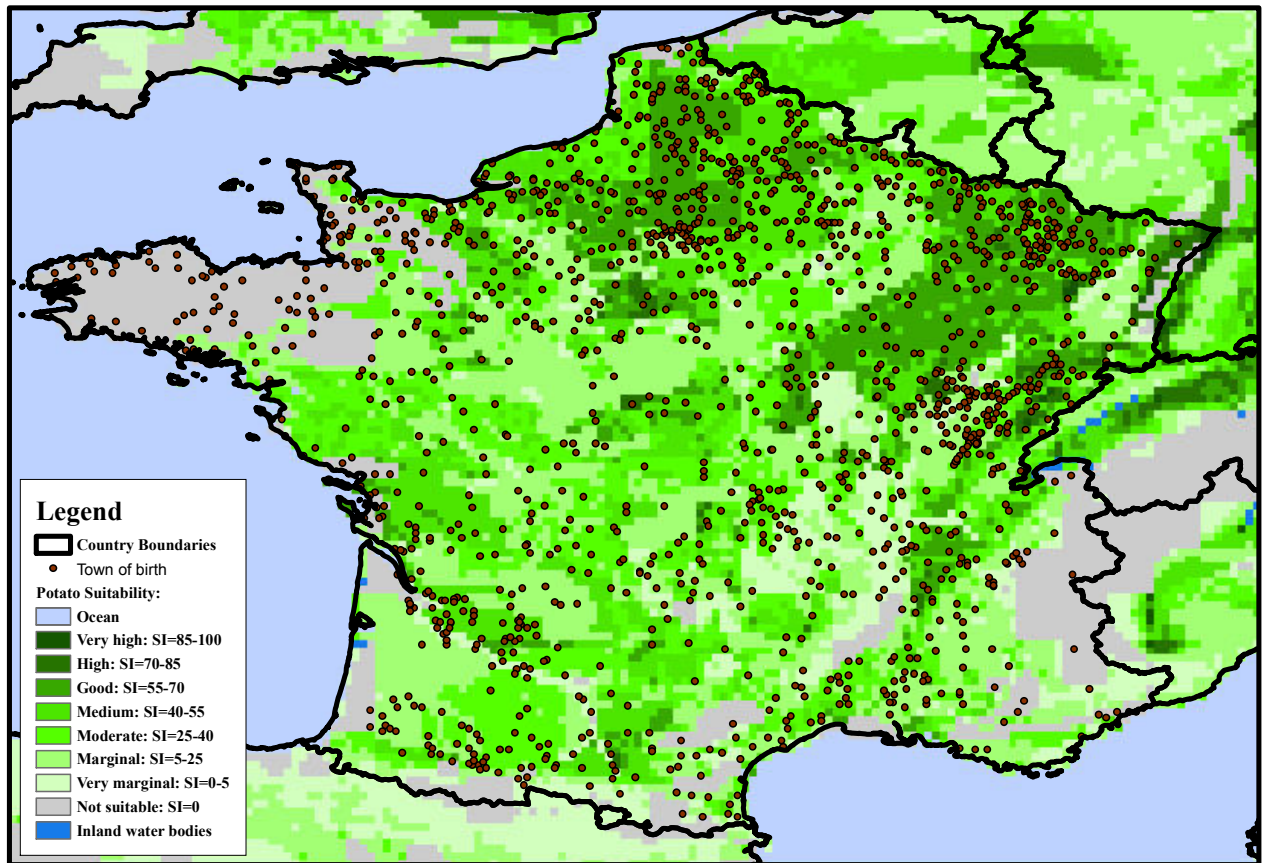 Legend
Country Boundaries
Town of birth
Potato Suitability:
Ocean
Very high: SI=85-100
High: SI=70-85
Good: SI=55-70
Medium: SI=40-55
Moderate: SI=25-40
Marginal: SI=5-25
Very marginal: SI=0-5
Not suitable: SI=0
Inland water bodies